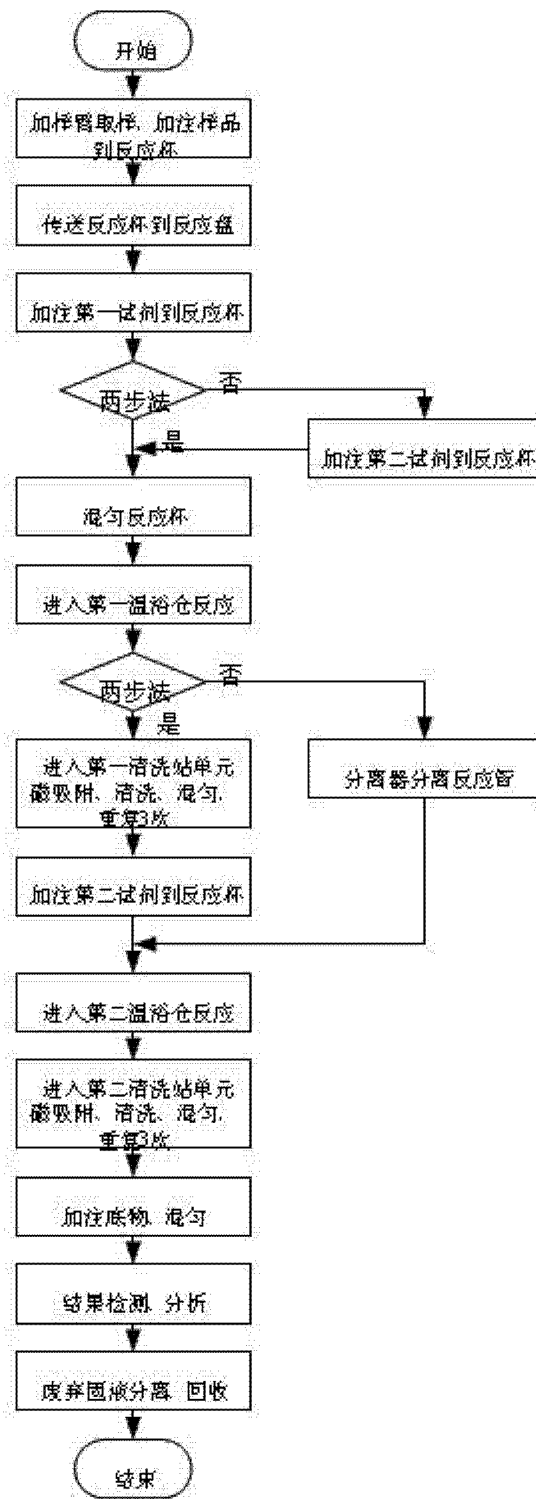 开始
加样臂取样、加注样品
到反应杯
传送反应杯到反应盘
加注第一试剂到反应杯
两步法
否
是
加注第二试剂到反应杯
混匀反应杯
进入第一温浴仓反应
两步法
否
是
进入第一清洗站单元
磁吸附、清洗、混匀,
重复3次
分离器分离反应管
加注第二试剂到反应杯
进入第二温浴仓反应
进入第二清洗站单元
磁吸附、清洗、混匀,
重复3次
加注底物、混匀
结果检测、分析
废弃固液分离、回收
结束